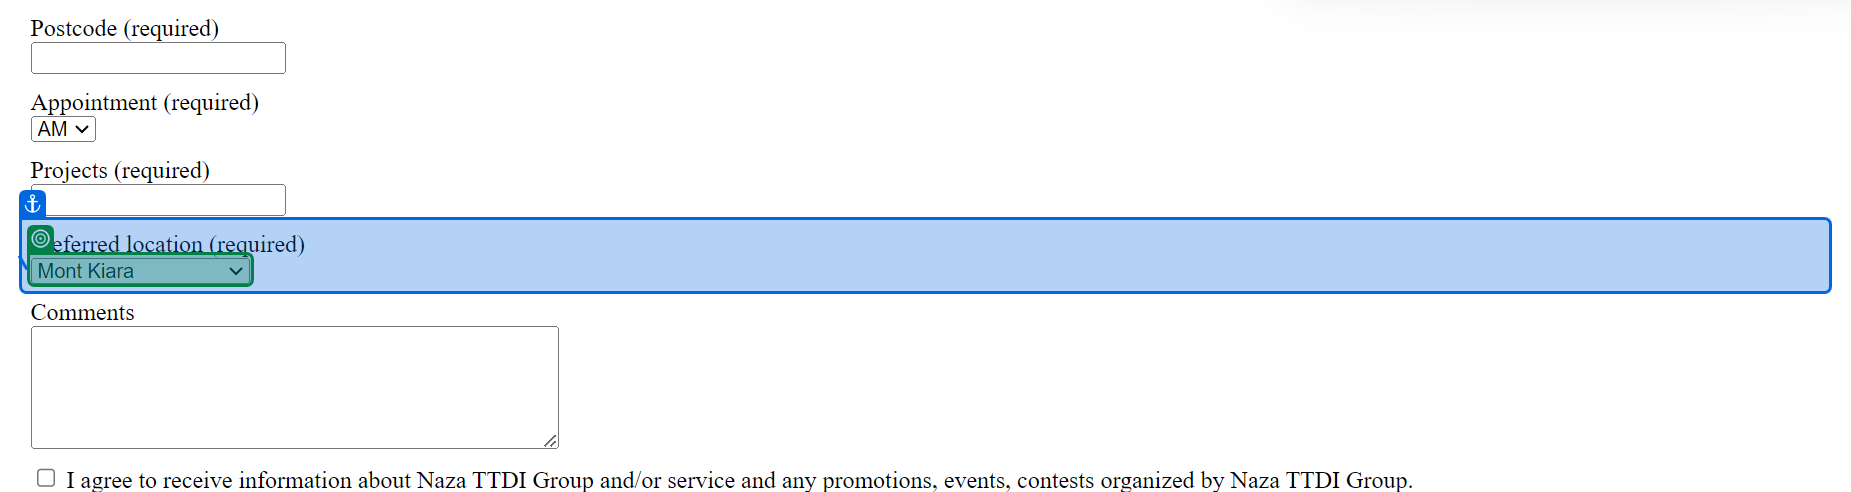 Postcode (required)
Appointment (required)
AM
Projects (required)
eferred location (required)
Mont Kiara
Comments
I agree to receive information about Naza TTDI Group and/or service and any promotions, events, contests organized by Naza TTDI Group.